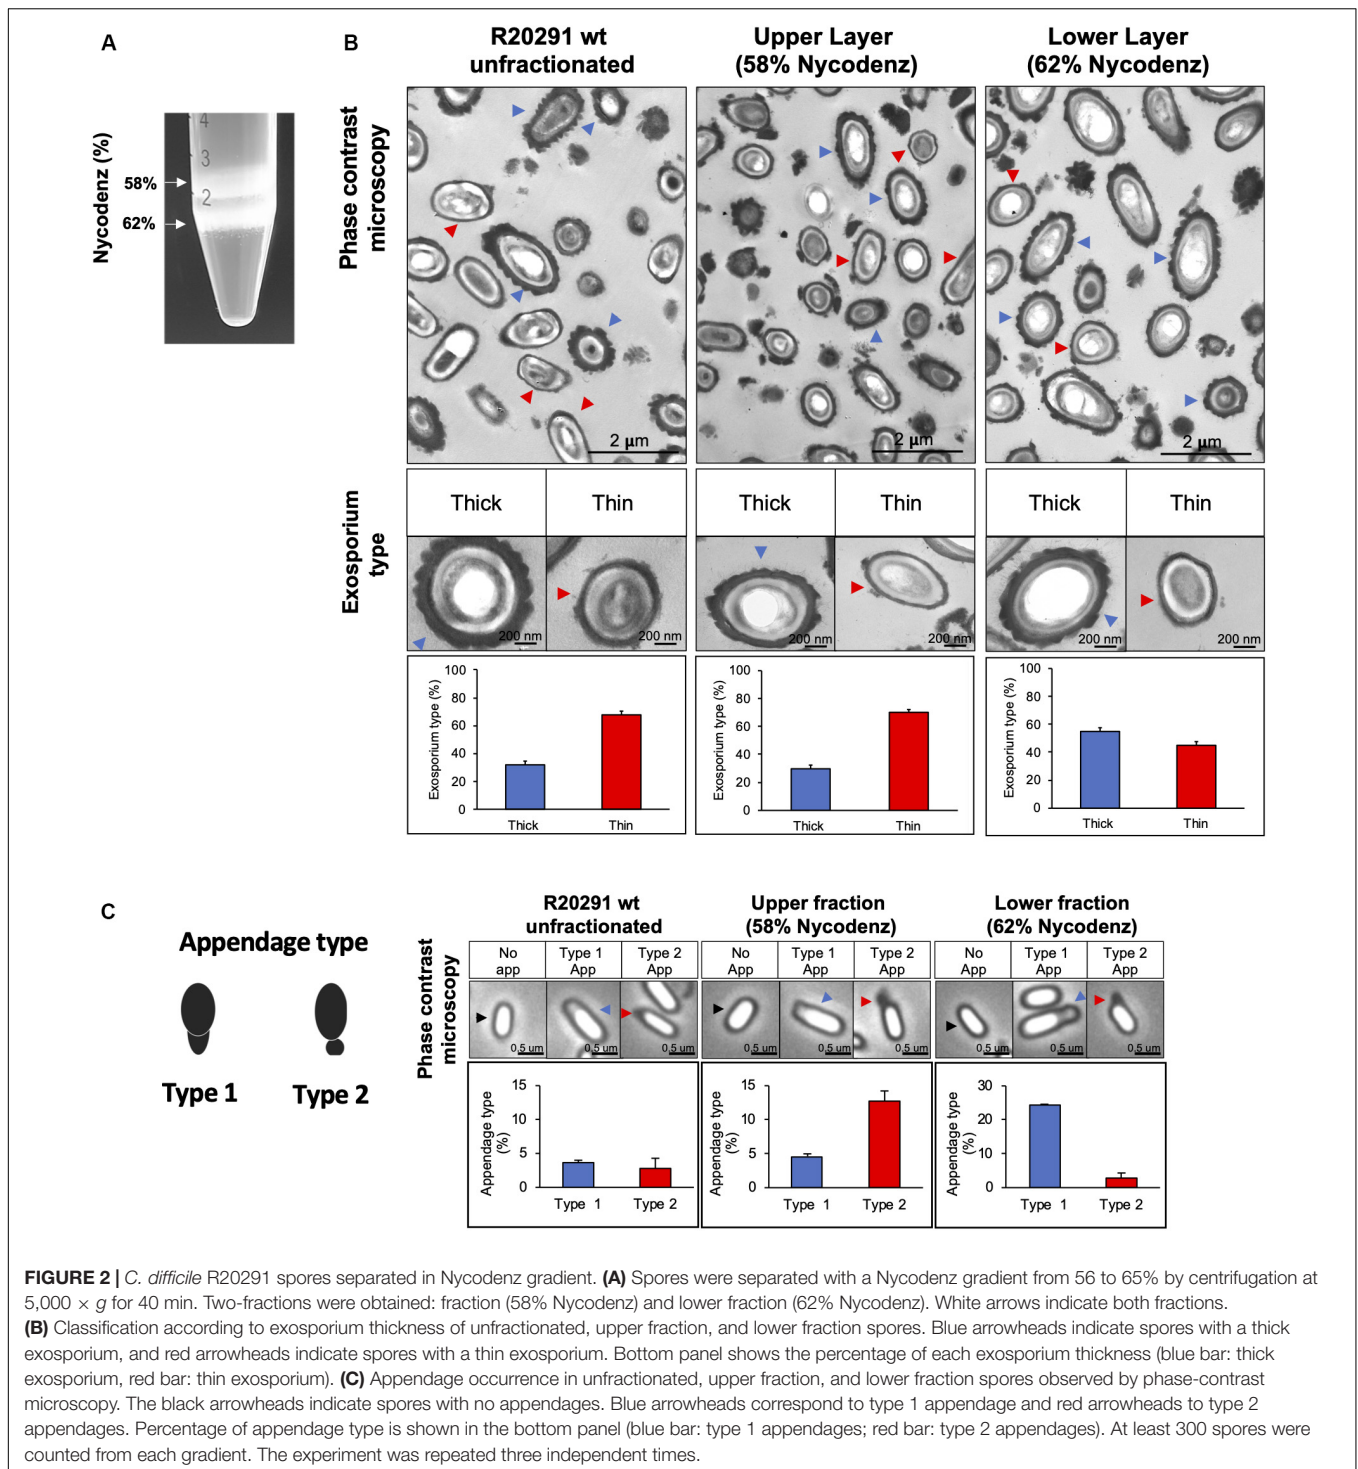 A
B
R20291 wt
unfractionated
Upper Layer
(58% Nycodenz)
Lower Layer
(62% Nycodenz)
Nycodenz (%)
4
3
58%
2
62%
Phase contrast
microscopy
2 μm
2 μm
2 μm
Exosporium
type
Thick
Thin
Thick
Thin
Thick
Thin
200 nm
200 nm
200 nm
200 nm
200 nm
200 nm
Exosporium type (%)
100
80
60
40
20
0
Thick
Thin
Exosporium type (%)
100
80
60
40
20
0
Thick
Thin
Exosporium type (%)
100
80
60
40
20
0
Thick
Thin
C
Appendage type
Type 1
Type 2
Phase contrast
microscopy
R20291 wt
unfractionated
Upper fraction
(58% Nycodenz)
Lower fraction
(62% Nycodenz)
No
app
Type 1
App
Type 2
App
No
App
Type 1
App
Type 2
App
No
App
Type 1
App
Type 2
App
0.5 um
0.5 um
0.5 um
0.5 um
0.5 um
0.5 um
0.5 um
0.5 um
0.5 um
Appendage type
(%)
15
10
5
0
Type 1
Type 2
Appendage type
(%)
15
10
5
0
Type 1
Type 2
Appendage type
(%)
30
20
10
0
Type 1
Type 2
FIGURE 2 | C. difficile R20291 spores separated in Nycodenz gradient. (A) Spores were separated with a Nycodenz gradient from 56 to 65% by centrifugation at
5,000 × g for 40 min. Two-fractions were obtained: fraction (58% Nycodenz) and lower fraction (62% Nycodenz). White arrows indicate both fractions.
(B) Classification according to exosporium thickness of unfractionated, upper fraction, and lower fraction spores. Blue arrowheads indicate spores with a thick
exosporium, and red arrowheads indicate spores with a thin exosporium. Bottom panel shows the percentage of each exosporium thickness (blue bar: thick
exosporium, red bar: thin exosporium). (C) Appendage occurrence in unfractionated, upper fraction, and lower fraction spores observed by phase-contrast
microscopy. The black arrowheads indicate spores with no appendages. Blue arrowheads correspond to type 1 appendage and red arrowheads to type 2
appendages. Percentage of appendage type is shown in the bottom panel (blue bar: type 1 appendages; red bar: type 2 appendages). At least 300 spores were
counted from each gradient. The experiment was repeated three independent times.